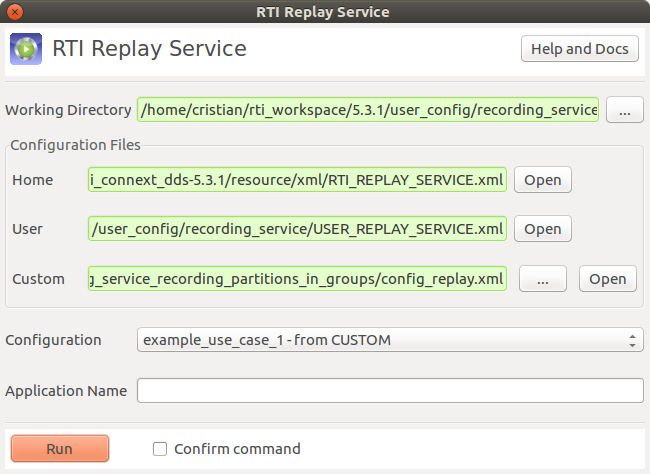 RTI Replay Service
RTI Replay Service
Help and Docs
Working Directory /home/cristian/rti_workspace/5.3.1/user_config/recording_service ...
Configuration Files
Home i_connext_dds-5.3.1/resource/xml/RTI_REPLAY_SERVICE.xml Open
User /user_config/recording_service/USER_REPLAY_SERVICE.xml Open
Custom g_service_recording_partitions_in_groups/config_replay.xml ... Open
Configuration example_use_case_1 - from CUSTOM
Application Name
Run Confirm command